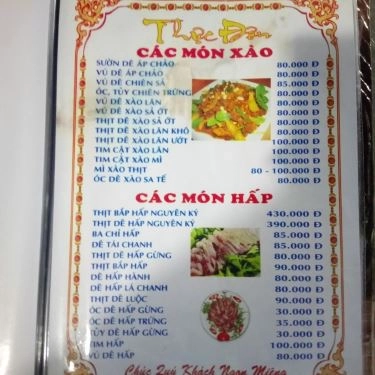 Thực Đơn
CÁC MÓN XÀO
SƯỜN DÊ ÁP CHẢO 80.000 Đ
VÚ DÊ ÁP CHẢO 80.000 Đ
VÚ DÊ CHIÊN SẢ 85.000 Đ
ÓC, TỦY CHIÊN TRỨNG 80.000 Đ
VÚ DÊ XÀO LĂN 80.000 Đ
VÚ DÊ XÀO SẢ ỚT 80.000 Đ
THỊT DÊ XÀO SẢ ỚT 80.000 Đ
THỊT DÊ XÀO LĂN KHÔ 80.000 Đ
THỊT DÊ XÀO LĂN ƯỚT 100.000 Đ
TIM CẬT XÀO LĂN 100.000 Đ
TIM CẬT XÀO MÌ 100.000 Đ
MÌ XÀO THỊT 80 - 100.000 Đ
ÓC DÊ XÀO SA TẾ 80.000 Đ
CÁC MÓN HẤP
THỊT BẮP HẤP NGUYÊN KÝ 430.000 Đ
THỊT DÊ HẤP NGUYÊN KÝ 390.000 Đ
BA CHỈ HẤP 85.000 Đ
DÊ TÁI CHANH 85.000 Đ
THỊT DÊ HẤP GỪNG 80.000 Đ
THỊT BẮP HẤP 90.000 Đ
DÊ HẤP HÀNH 80.000 Đ
DÊ HẤP LÁ CHANH 80.000 Đ
THỊT DÊ LUỘC 90.000 Đ
ÓC DÊ HẤP GỪNG 30.000 Đ
ÓC DÊ HẤP TRỨNG 35.000 Đ
TỦY DÊ HẤP GỪNG 30.000 Đ
TIM HẤP 100.000 Đ
VÚ DÊ HẤP 80.000 Đ
Chúc Quý Khách Ngon Miệng